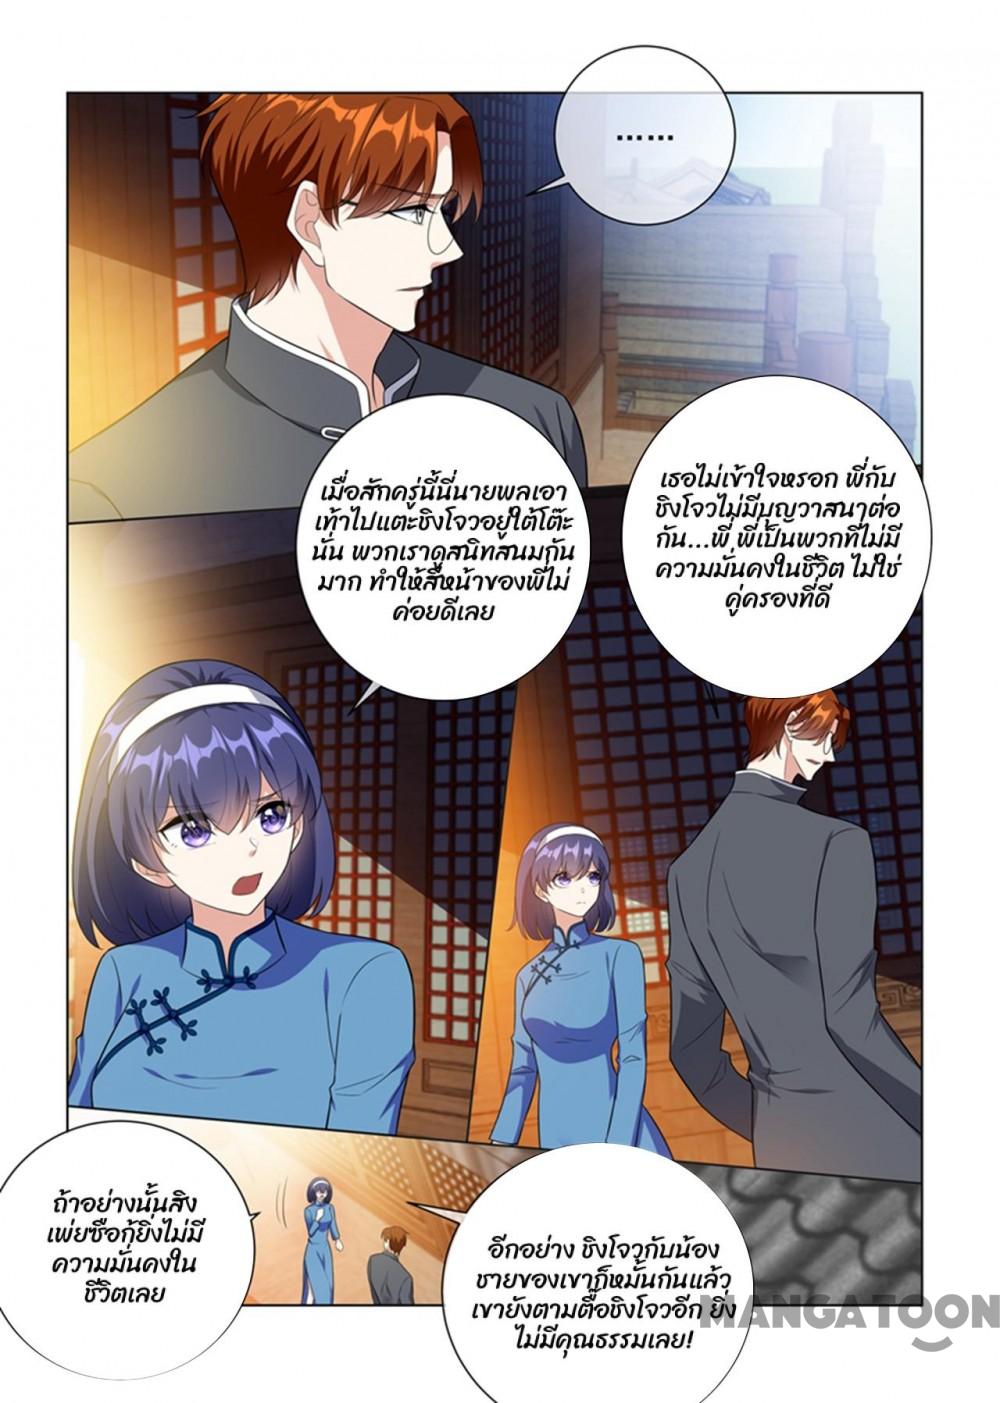 ......
เมื่อสักครู่นี้นี่นายพลเอา
เท้าไปแตะชิงโจวอยู่ใต้โต๊ะ
นั่น พวกเราดูสนิทสนมกัน
มาก ทำให้สีหน้าของพี่ไม่
ค่อยดีเลย
เธอไม่เข้าใจหรอก พี่กับ
ชิงโจวไม่มีบุญวาสนาต่อ
กัน...พี่ พี่เป็นพวกที่ไม่มี
ความมั่นคงในชีวิต ไม่ใช่
คู่ครองที่ดี
ถ้าอย่างนั้นสิง
เพ่ยซือก็ยิ่งไม่มี
ความมั่นคงใน
ชีวิตเลย
อีกอย่าง ชิงโจวกับน้อง
ชายของเขาก็หมั้นกันแล้ว
เขายังตามตื๊อชิงโจวอีก ยิ่ง
ไม่มีคุณธรรมเลย!
MANGATOON